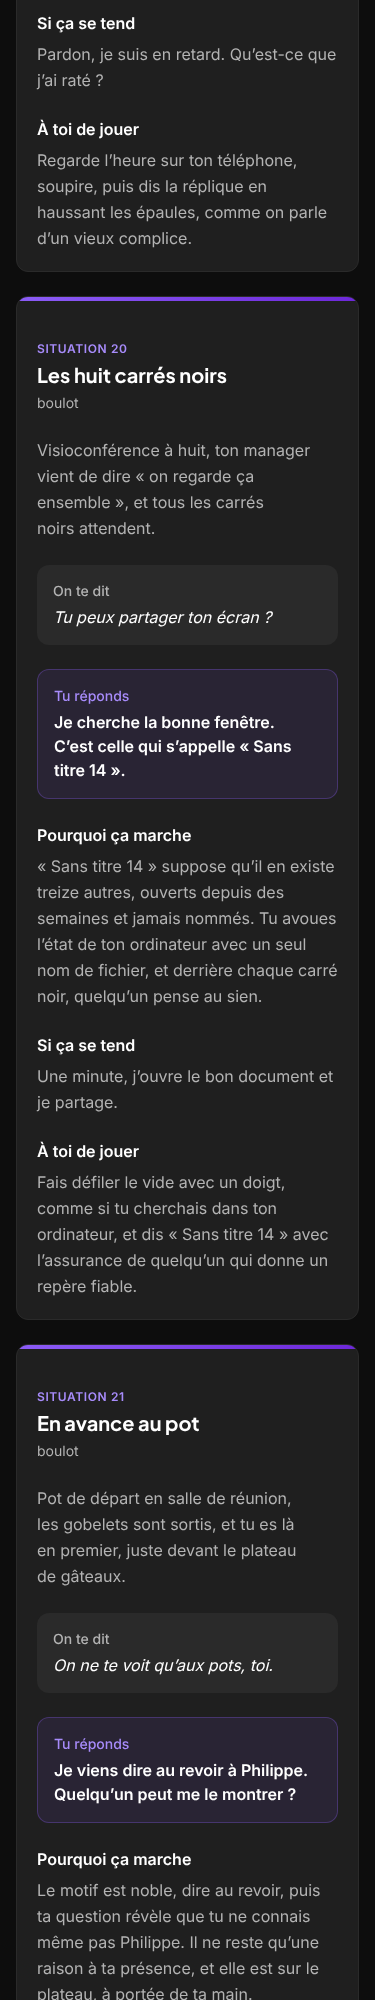 Si ça se tend
Pardon, je suis en retard. Qu’est-ce que
j’ai raté ?
À toi de jouer
Regarde l’heure sur ton téléphone,
soupire, puis dis la réplique en
haussant les épaules, comme on parle
d’un vieux complice.
SITUATION 20
Les huit carrés noirs
boulot
Visioconférence à huit, ton manager
vient de dire « on regarde ça
ensemble », et tous les carrés
noirs attendent.
On te dit
Tu peux partager ton écran ?
Tu réponds
Je cherche la bonne fenêtre.
C’est celle qui s’appelle « Sans
titre 14 ».
Pourquoi ça marche
« Sans titre 14 » suppose qu’il en existe
treize autres, ouverts depuis des
semaines et jamais nommés. Tu avoues
l’état de ton ordinateur avec un seul
nom de fichier, et derrière chaque carré
noir, quelqu’un pense au sien.
Si ça se tend
Une minute, j’ouvre le bon document et
je partage.
À toi de jouer
Fais défiler le vide avec un doigt,
comme si tu cherchais dans ton
ordinateur, et dis « Sans titre 14 » avec
l’assurance de quelqu’un qui donne un
repère fiable.
SITUATION 21
En avance au pot
boulot
Pot de départ en salle de réunion,
les gobelets sont sortis, et tu es là
en premier, juste devant le plateau
de gâteaux.
On te dit
On ne te voit qu’aux pots, toi.
Tu réponds
Je viens dire au revoir à Philippe.
Quelqu’un peut me le montrer ?
Pourquoi ça marche
Le motif est noble, dire au revoir, puis
ta question révèle que tu ne connais
même pas Philippe. Il ne reste qu’une
raison à ta présence, et elle est sur le
plateau, à portée de ta main.